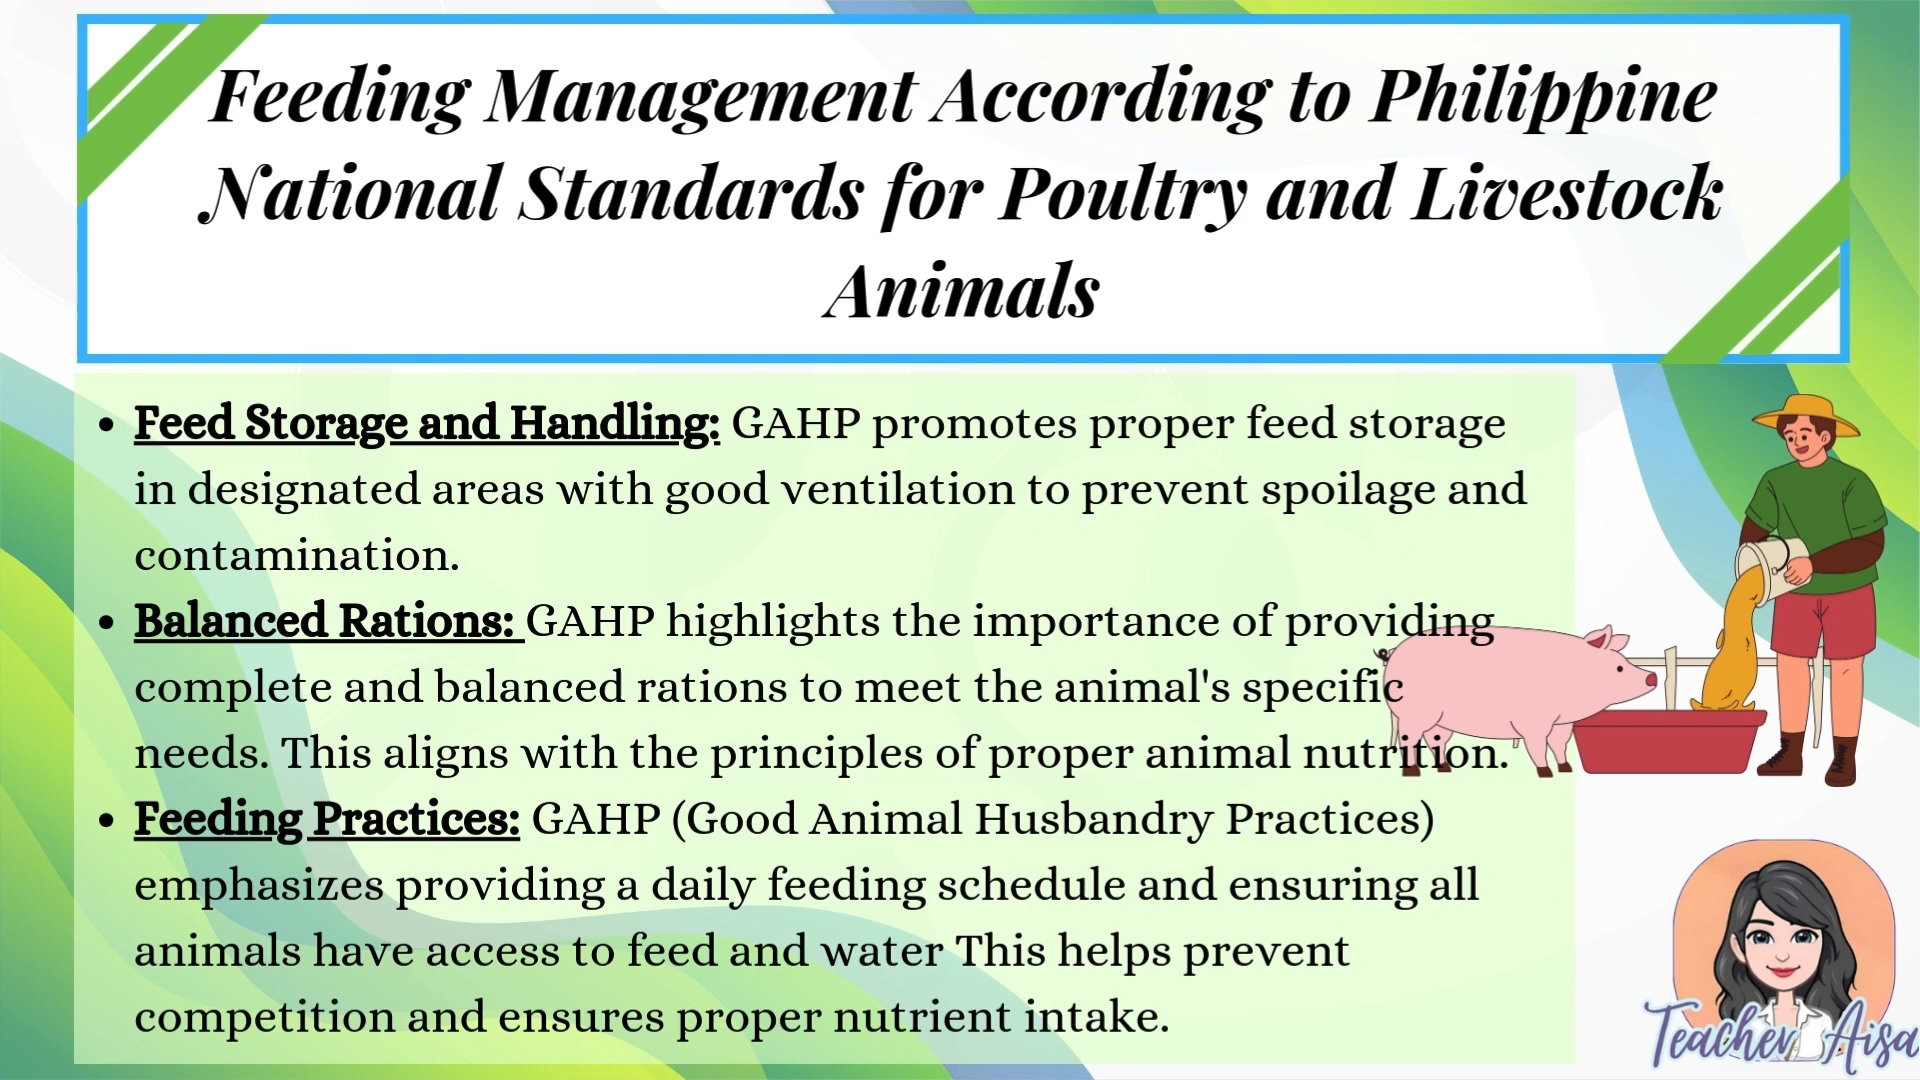 Feeding Management According to Philippine
National Standards for Poultry and Livestock
Animals
• Feed Storage and Handling: GAHP promotes proper feed storage
in designated areas with good ventilation to prevent spoilage and
contamination.
• Balanced Rations: GAHP highlights the importance of providing
complete and balanced rations to meet the animal's specific
needs. This aligns with the principles of proper animal nutrition.
• Feeding Practices: GAHP (Good Animal Husbandry Practices)
emphasizes providing a daily feeding schedule and ensuring all
animals have access to feed and water This helps prevent
competition and ensures proper nutrient intake.
Teacher Aisa